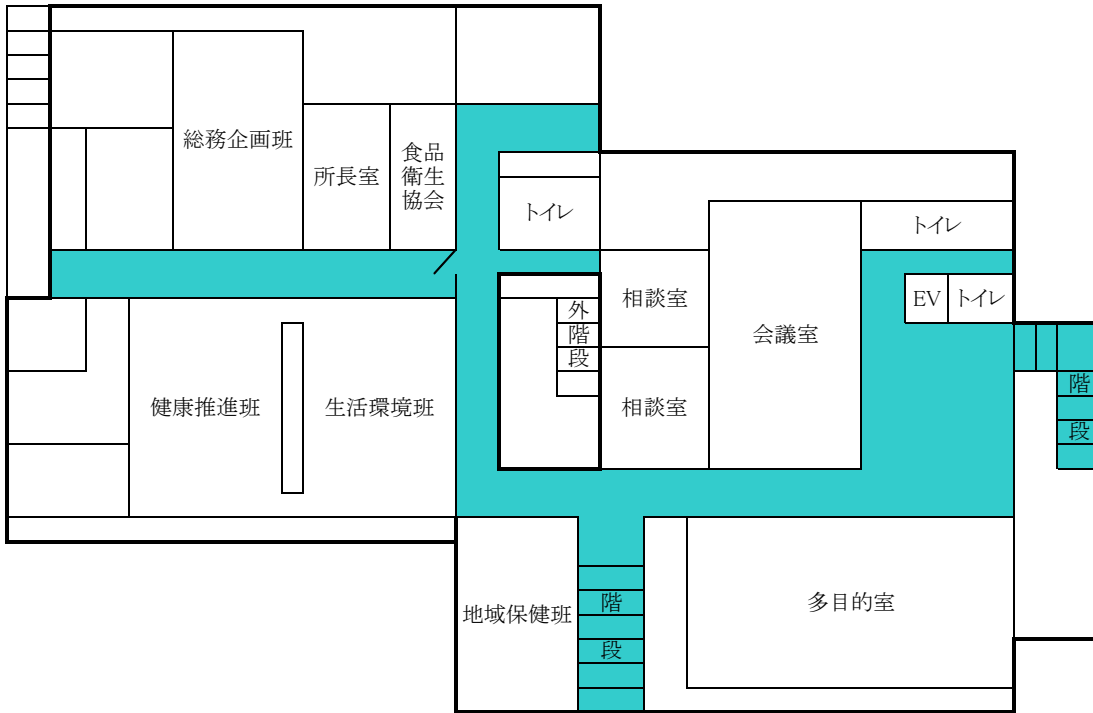 総務企画班
所長室
食品
衛生
協会
トイレ
トイレ
相談室
EV
トイレ
会議室
外
階
段
相談室
健康推進班
生活環境班
階
段
地域保健班
階
段
多目的室